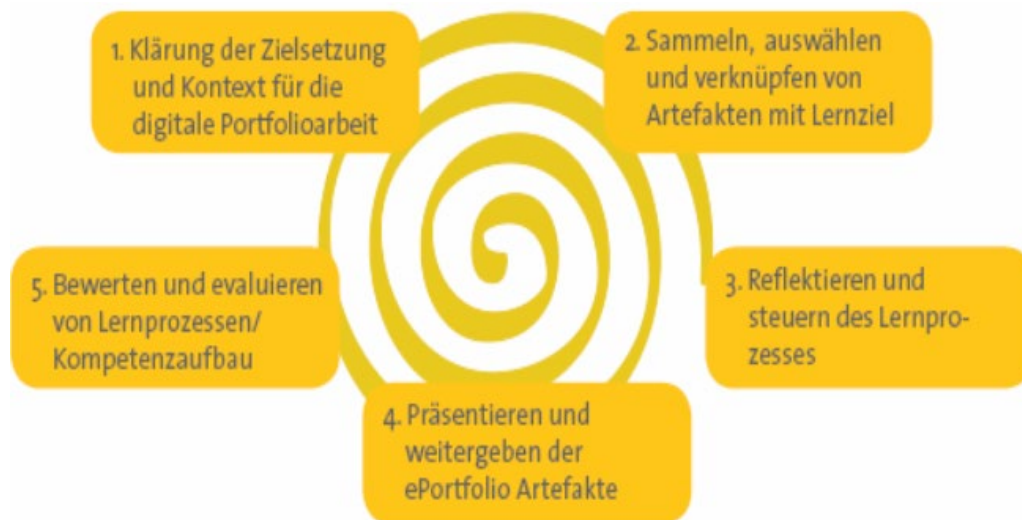 1. Klärung der Zielsetzung
und Kontext für die
digitale Portfolioarbeit
2. Sammeln, auswählen
und verknüpfen von
Artefakten mit Lernziel
3. Reflektieren und
steuern des Lernpro-
zesses
4. Präsentieren und
weitergeben der
ePortfolio Artefakte
5. Bewerten und evaluieren
von Lernprozessen/
Kompetenzaufbau